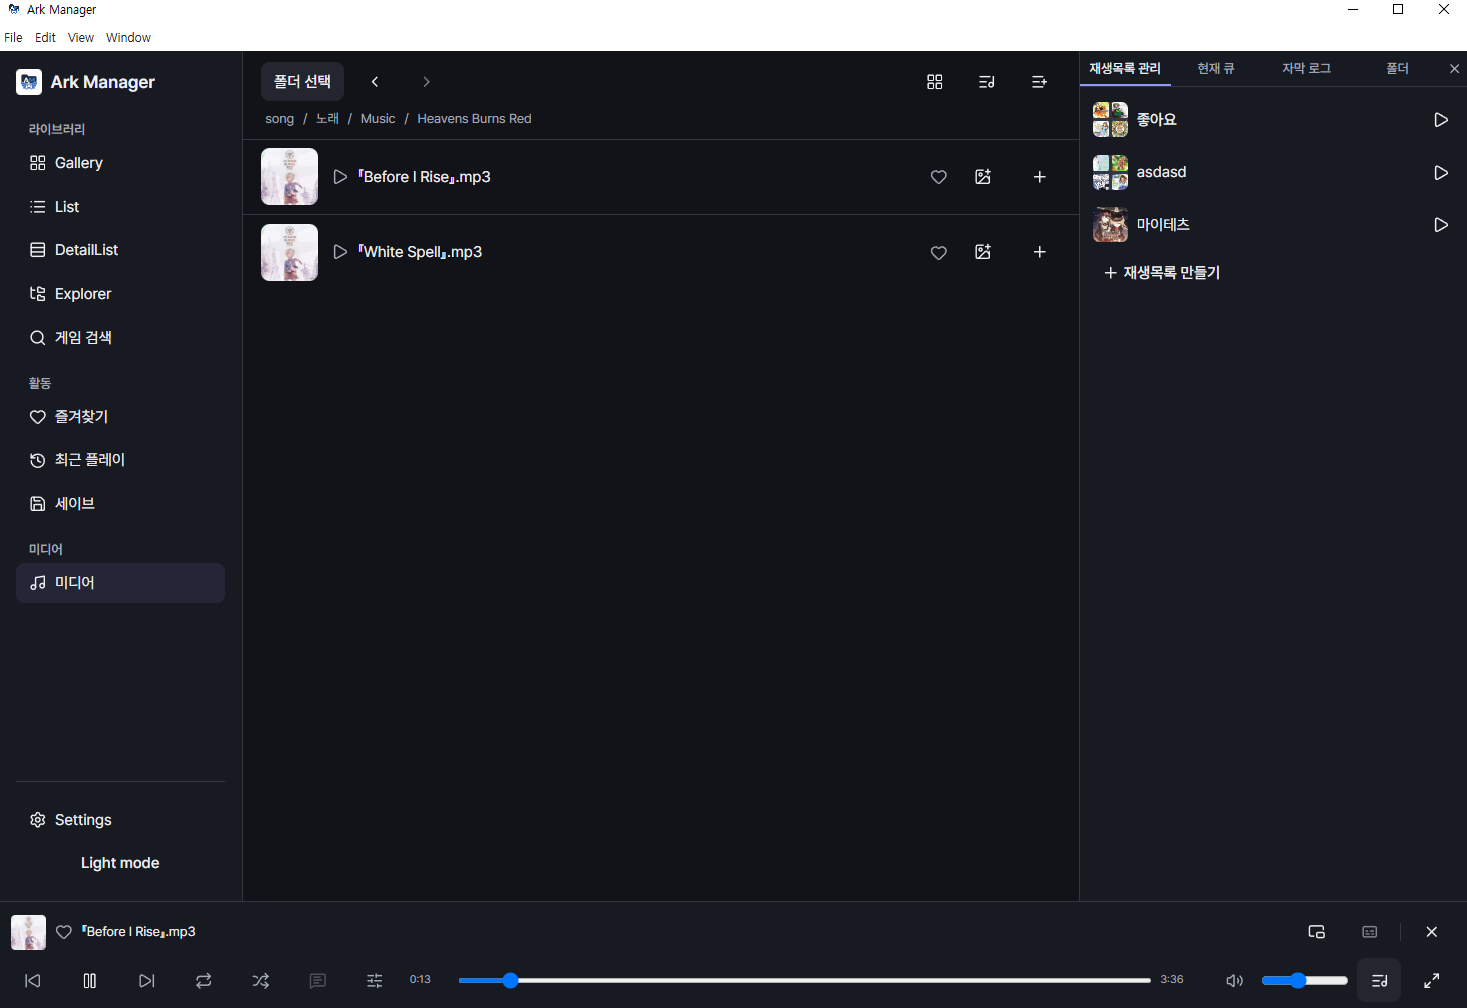 Ark Manager
File Edit View Window
Ark Manager
라이브러리
Gallery
List
DetailList
Explorer
게임 검색
활동
즐겨찾기
최근 플레이
세이브
미디어
미디어
Settings
Light mode
폴더 선택
song / 노래 / Music / Heavens Burns Red
『Before I Rise』.mp3
『White Spell』.mp3
재생목록 관리 현재 큐 자막 로그 폴더
좋아요
asdasd
마이테츠
재생목록 만들기
『Before I Rise』.mp3
0:13 3:36